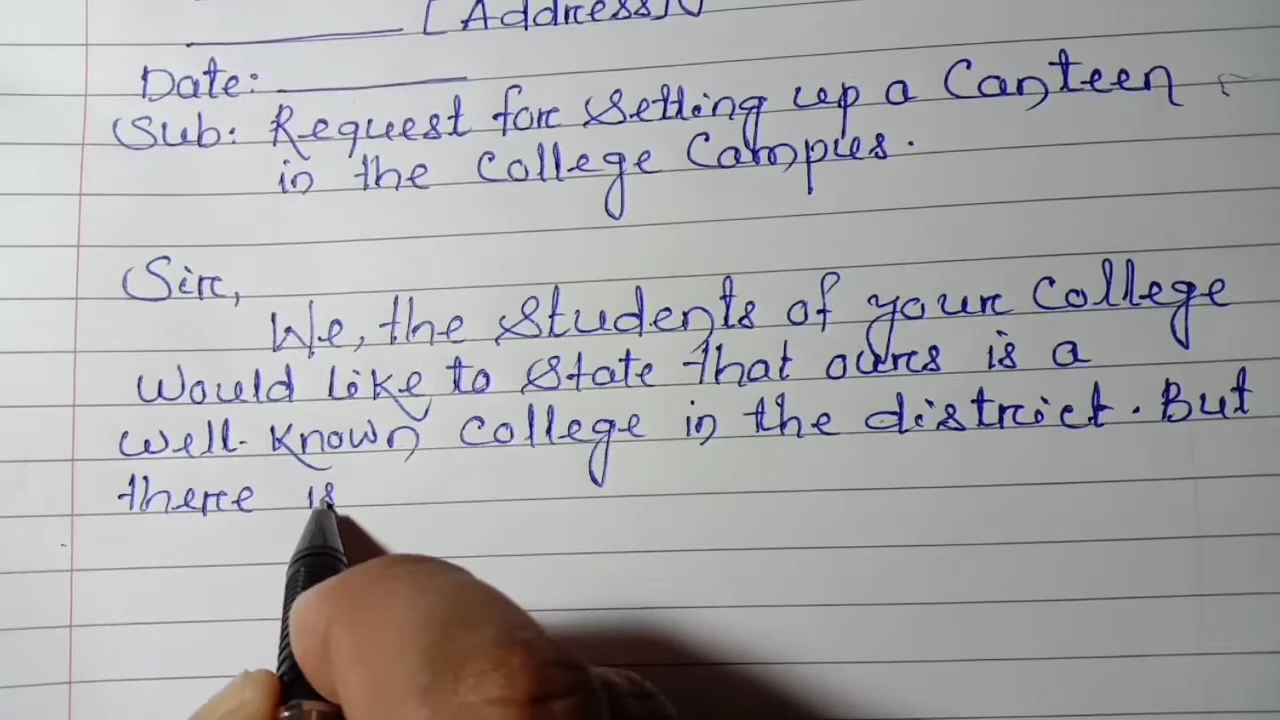 [Address]
Date:
Sub: Request for setting up a Canteen
in the College Campus.
Sir,
We, the students of your College
would like to state that ours is a
well-known college in the district. But
there is